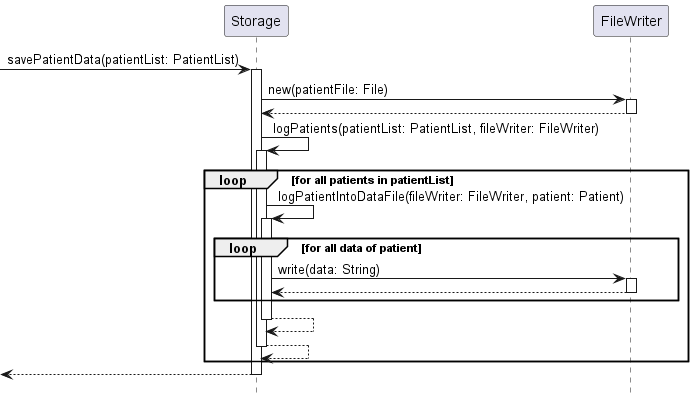 Storage
FileWriter
savePatientData(patientList: PatientList)
new(patientFile: File)
logPatients(patientList: PatientList, fileWriter: FileWriter)
loop
[for all patients in patientList]
logPatientIntoDataFile(fileWriter: FileWriter, patient: Patient)
loop
[for all data of patient]
write(data: String)